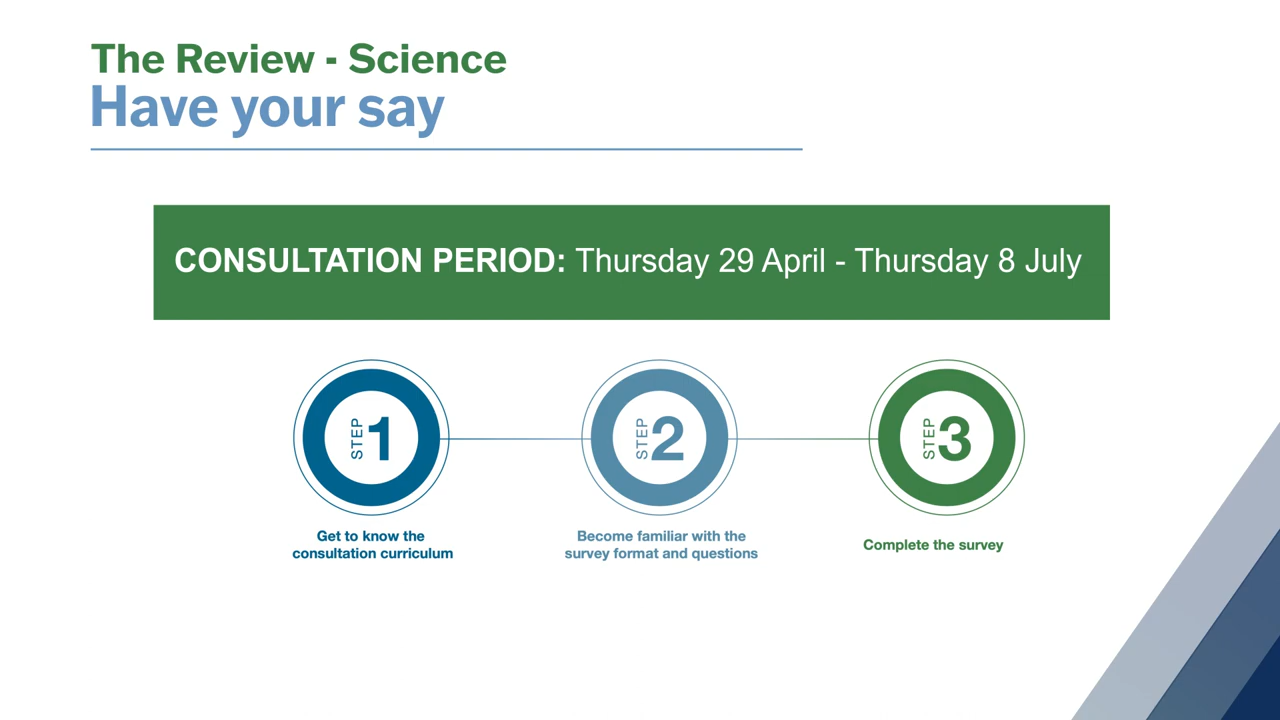 The Review - Science
Have your say
CONSULTATION PERIOD: Thursday 29 April - Thursday 8 July
STEP 1
STEP 2
STEP 3
Get to know the
consultation curriculum
Become familiar with the
survey format and questions
Complete the survey